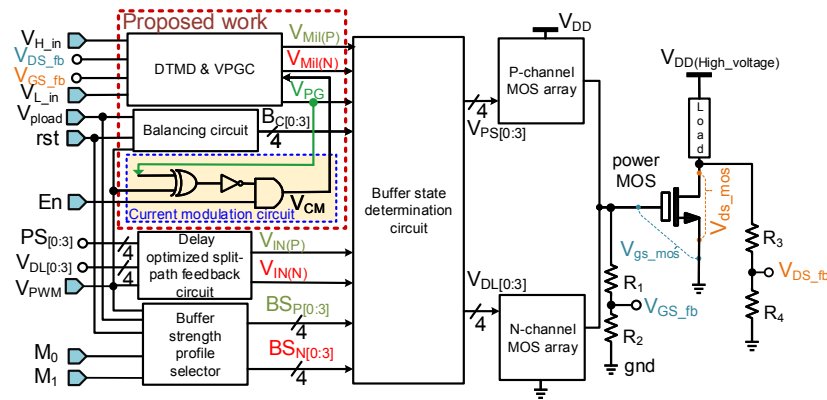 Proposed work
V_H_in
V_DS_fb
V_GS_fb
V_L_in
V_pload
rst
En
PS[0:3]
V_DL[0:3]
V_PWM
M_0
M_1
DTMD & VPGC
Balancing circuit
V_CM
Current modulation circuit
Delay
optimized split-
path feedback
circuit
Buffer
strength
profile
selector
4
4
V_Mil(P)
V_Mil(N)
V_PG
B_C[0:3]
4
V_IN(P)
V_IN(N)
BS_P[0:3]
4
BS_N[0:3]
4
Buffer state
determination
circuit
4
V_PS[0:3]
V_DL[0:3]
4
V_DD
P-channel
MOS array
N-channel
MOS array
V_DD(High_voltage)
Load
power
MOS
V_ds_mos
V_gs_mos
R_1
V_GS_fb
R_2
gnd
R_3
V_DS_fb
R_4